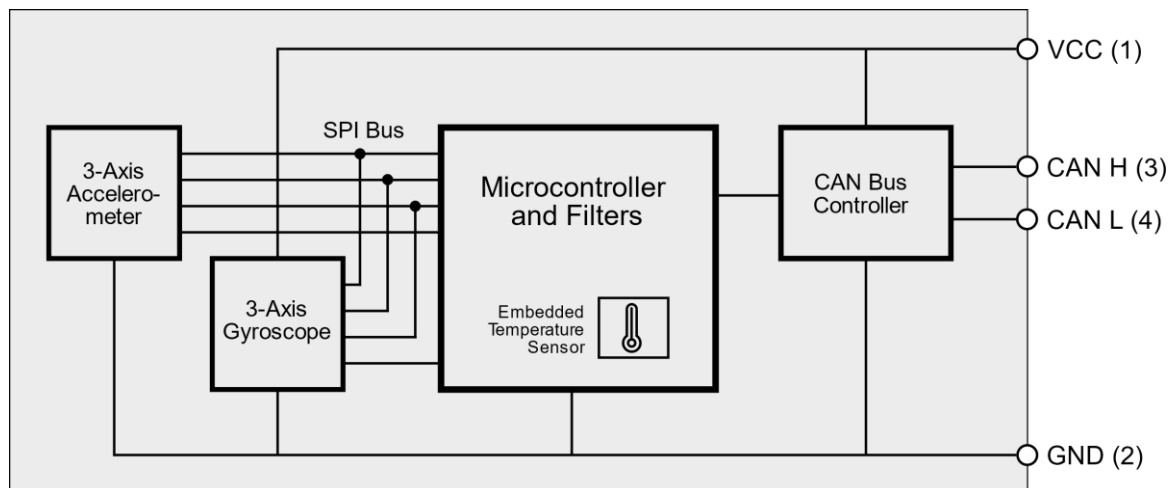 VCC (1)
SPI Bus
3-Axis
Accelero-
meter
Microcontroller
and Filters
CAN Bus
Controller
CAN H (3)
CAN L (4)
3-Axis
Gyroscope
Embedded
Temperature
Sensor
GND (2)